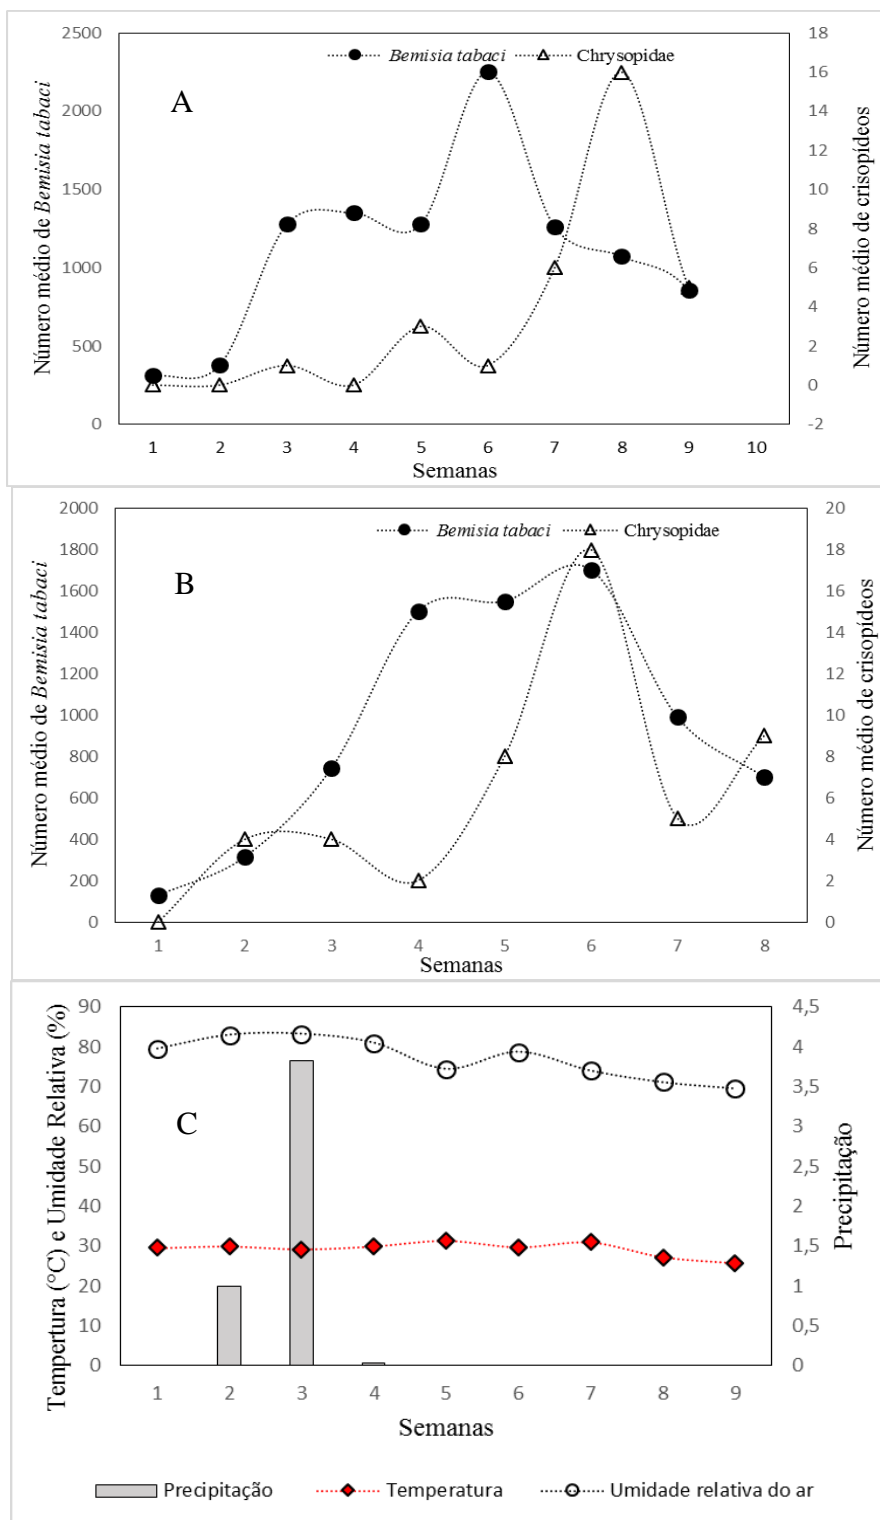 Número médio de Bemisia tabaci
2500
2000
1500
1000
500
0
A
Bemisia tabaci
Chrysopidae
18
16
14
12
10
8
6
4
2
0
-2
Número médio de crisopídeos
1 2 3 4 5 6 7 8 9 10
Semanas
Número médio de Bemisia tabaci
2000
1800
1600
1400
1200
1000
800
600
400
200
0
B
Bemisia tabaci
Chrysopidae
20
18
16
14
12
10
8
6
4
2
0
Número médio de crisopídeos
1 2 3 4 5 6 7 8
Semanas
Tempertura (°C) e Umidade Relativa (%)
90
80
70
60
50
40
30
20
10
0
C
4,5
4
3,5
3
2,5
2
1,5
1
0,5
0
Precipitação
1 2 3 4 5 6 7 8 9
Semanas
Precipitação Temperatura Umidade relativa do ar